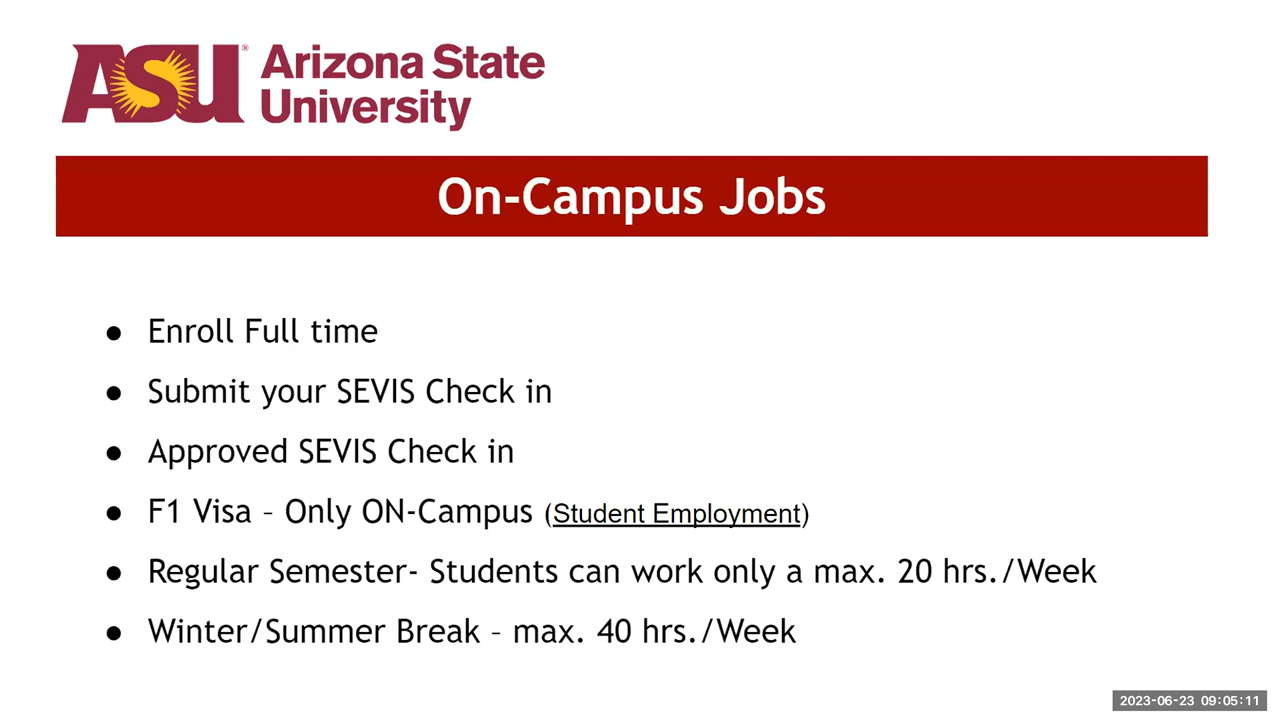 ASU® Arizona State
University
On-Campus Jobs
● Enroll Full time
● Submit your SEVIS Check in
● Approved SEVIS Check in
● F1 Visa – Only ON-Campus (Student Employment)
● Regular Semester- Students can work only a max. 20 hrs./Week
● Winter/Summer Break – max. 40 hrs./Week
2023-06-23 09:05:11